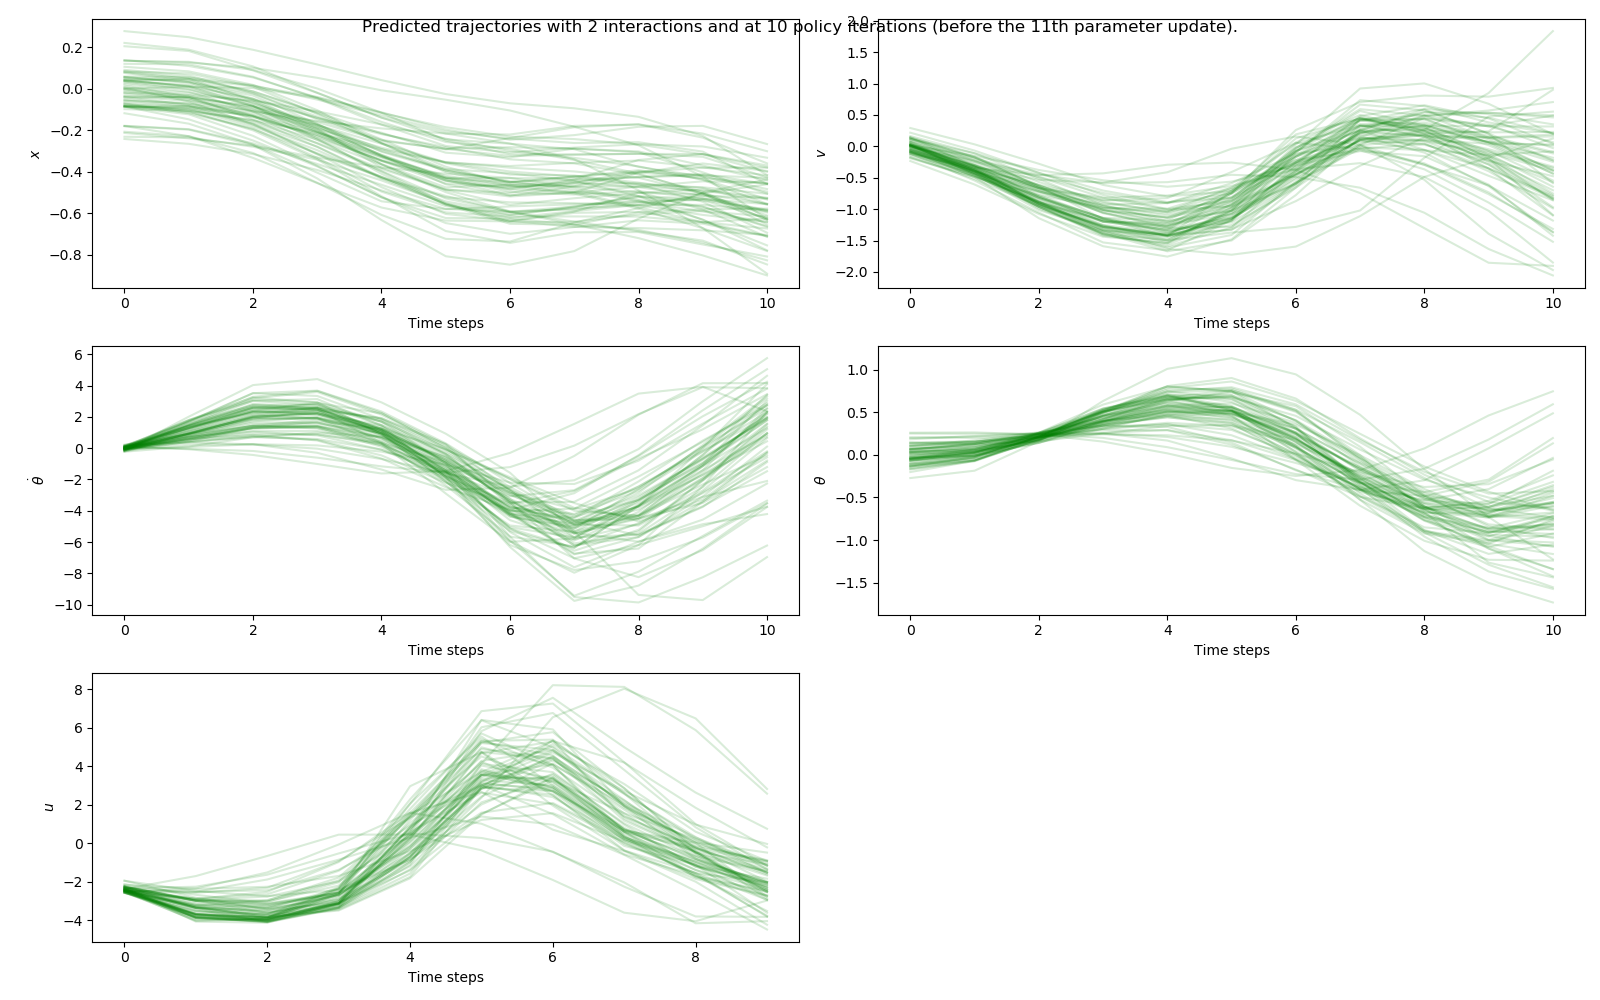 Predicted trajectories with 2 interactions and at 10 policy iterations (before the 11th parameter update).
0.2
0.0
−0.2
−0.4
−0.6
−0.8
x
0 2 4 6 8 10
Time steps
2.0
1.5
1.0
0.5
0.0
−0.5
−1.0
−1.5
−2.0
v
0 2 4 6 8 10
Time steps
6
4
2
0
−2
−4
−6
−8
−10
θ̇
0 2 4 6 8 10
Time steps
1.0
0.5
0.0
−0.5
−1.0
−1.5
θ
0 2 4 6 8 10
Time steps
8
6
4
2
0
−2
−4
u
0 2 4 6 8
Time steps